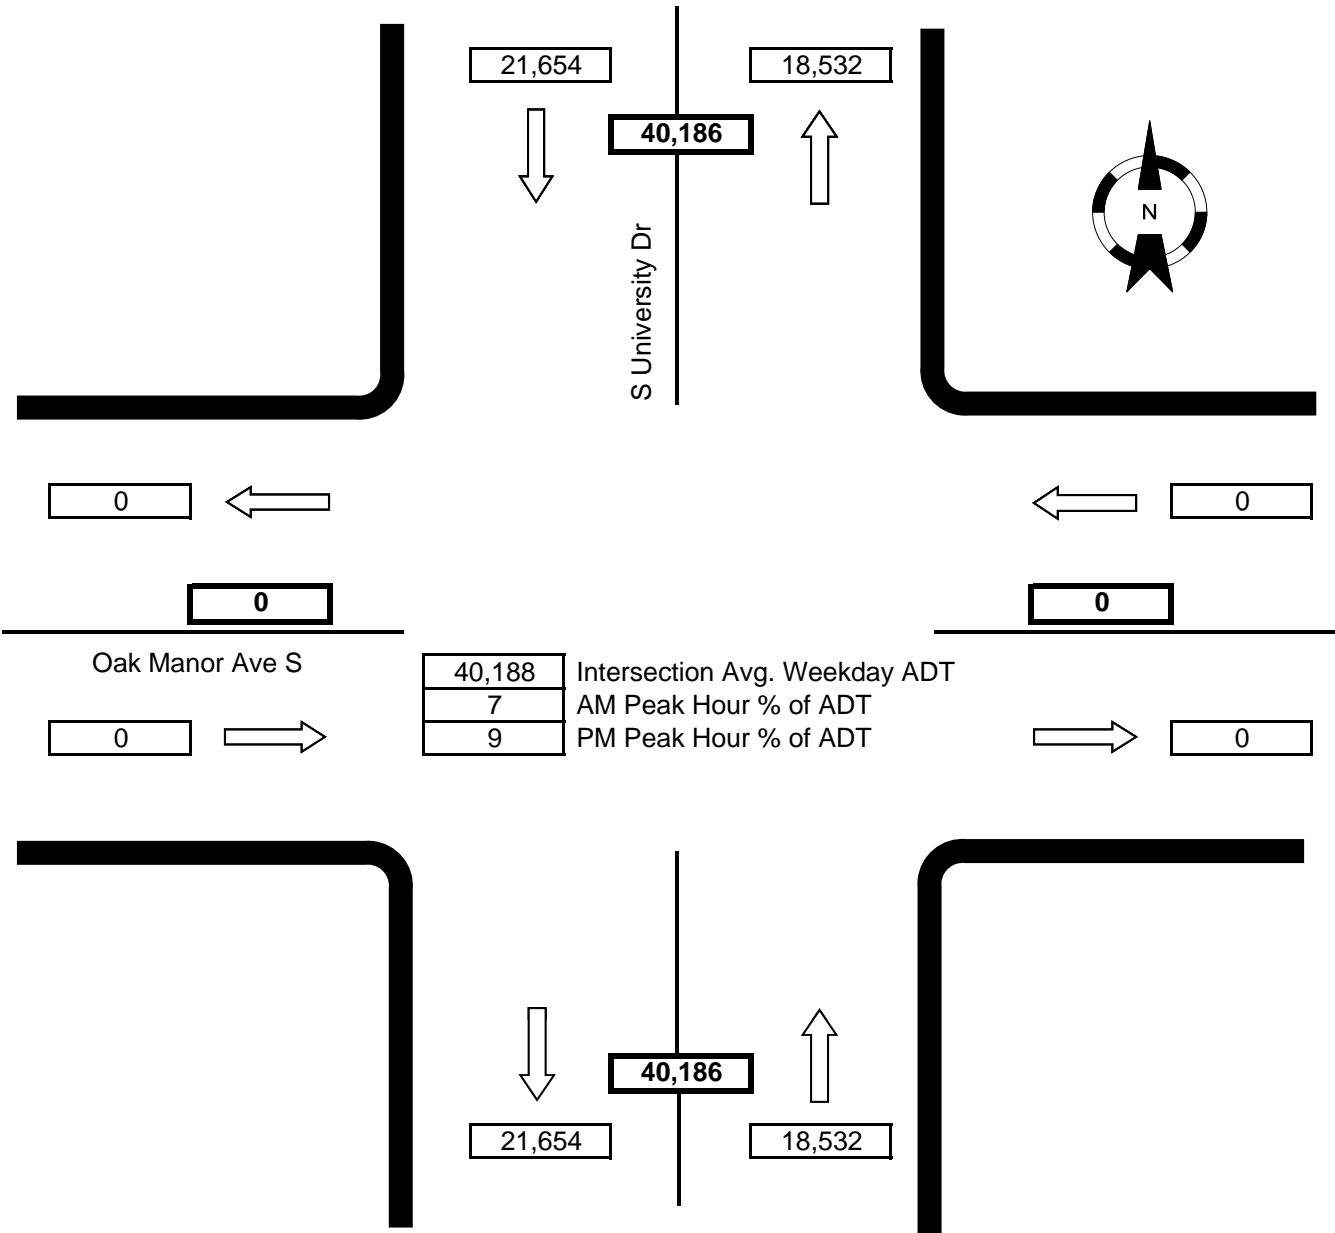 21,654
18,532
40,186
S University Dr
N
0
0
0
0
Oak Manor Ave S
40,188 Intersection Avg. Weekday ADT
7 AM Peak Hour % of ADT
9 PM Peak Hour % of ADT
0
0
40,186
21,654
18,532